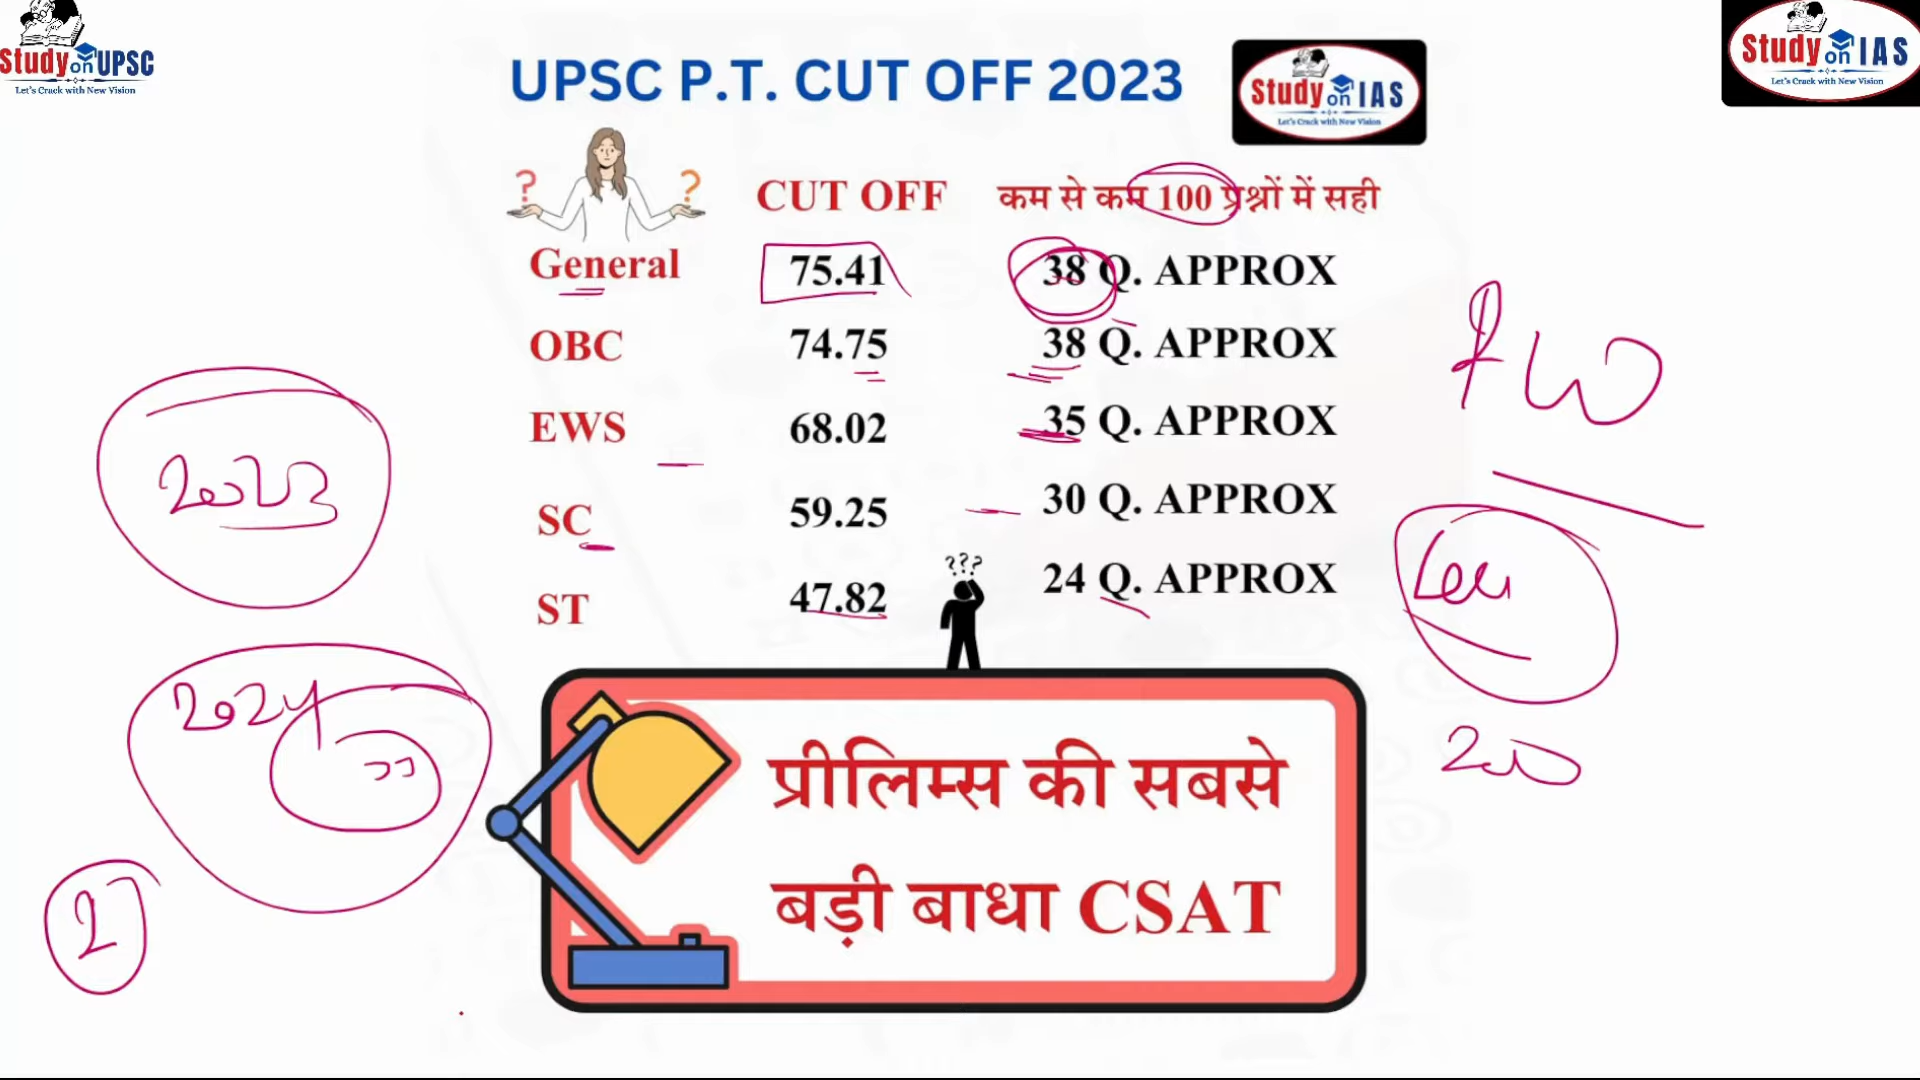 Study on UPSC
Let's Crack with New Vision
UPSC P.T. CUT OFF 2023
Study on IAS
Let's Crack with New Vision
Study on IAS
Let's Crack with New Vision
? ?
CUT OFF कम से कम 100 प्रश्नों में सही
General 75.41 38 Q. APPROX
OBC 74.75 38 Q. APPROX
EWS 68.02 35 Q. APPROX
SC 59.25 30 Q. APPROX
ST 47.82 24 Q. APPROX
???
2023
2024
200
प्रीलिम्स की सबसे
बड़ी बाधा CSAT